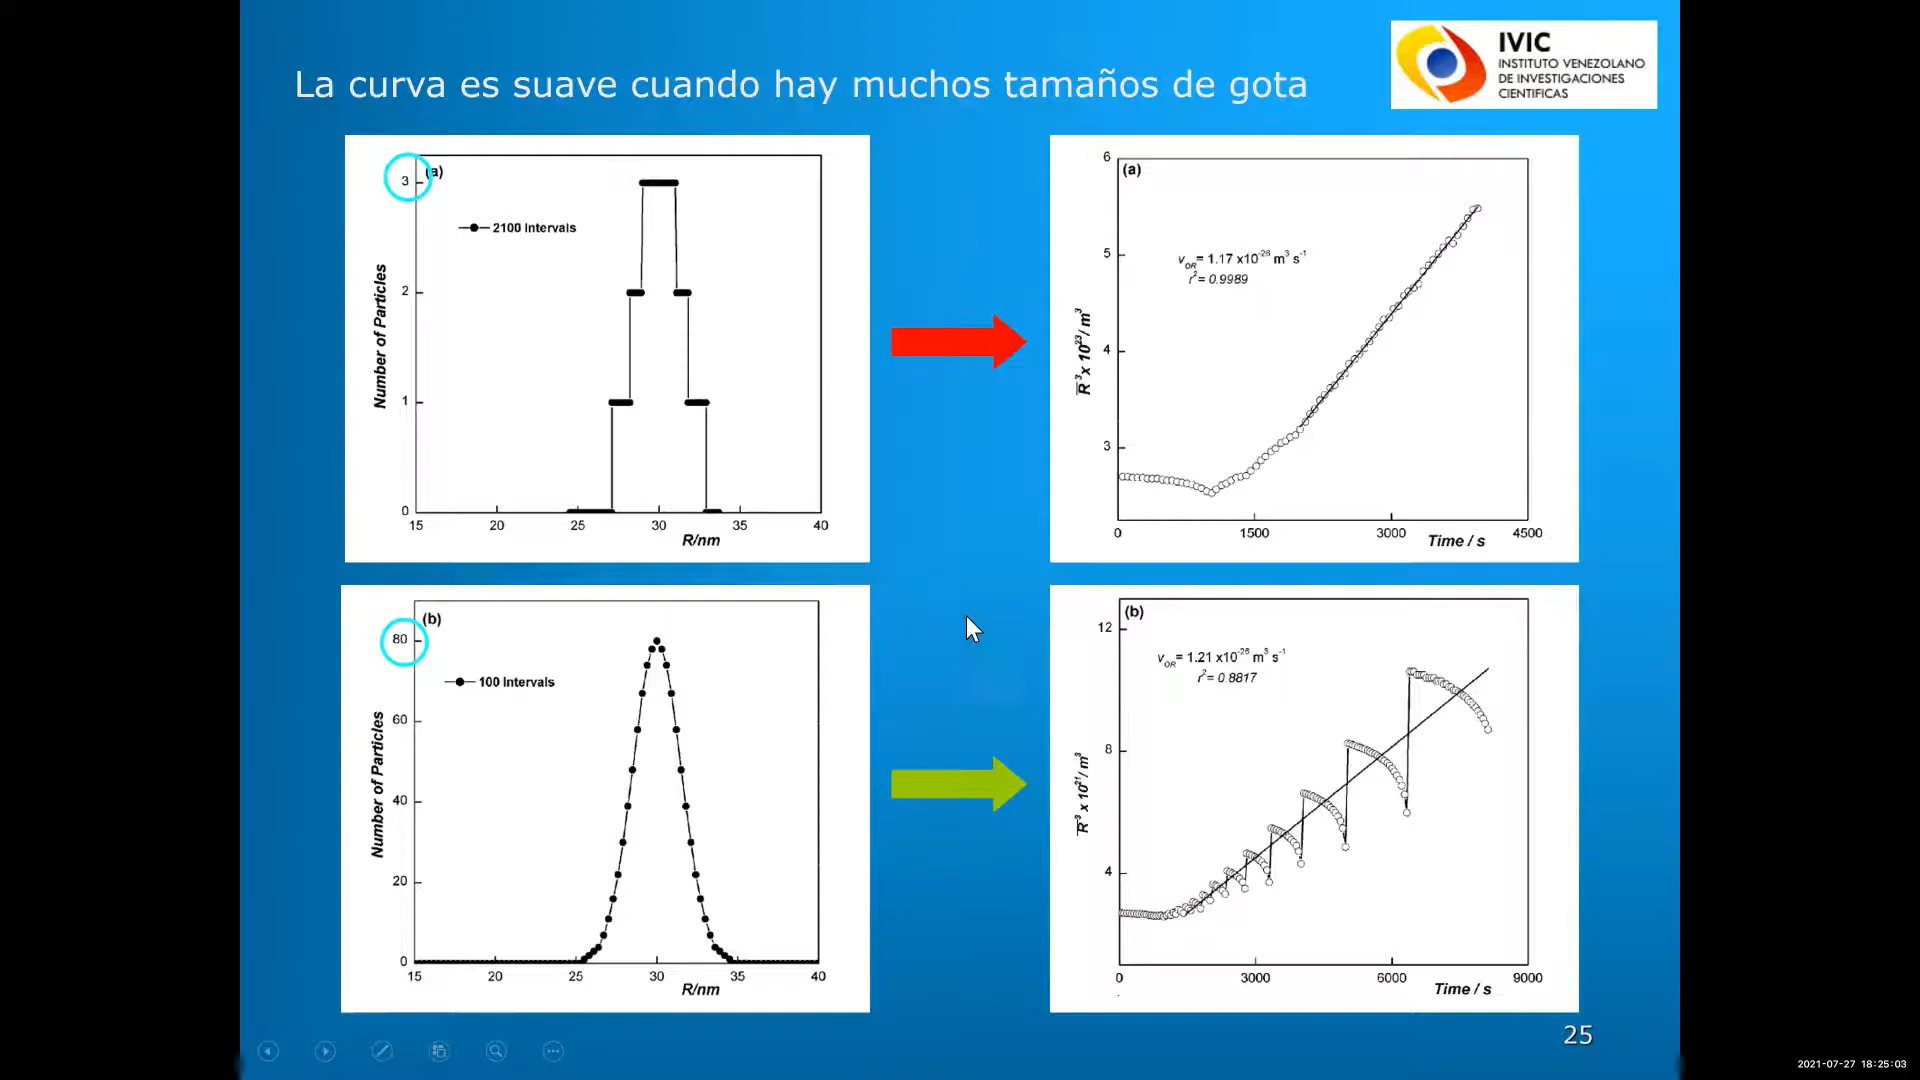 La curva es suave cuando hay muchos tamaños de gota
IVIC
INSTITUTO VENEZOLANO
DE INVESTIGACIONES
CIENTIFICAS
(a)
3
2100 Intervals
2
1
0
Number of Particles
15 20 25 30 35 40
R/nm
(a)
6
5
4
3
v_OR= 1.17 x10^-26 m^3 s^-1
r^2= 0.9989
R̅^3 x 10^23/ m^3
0 1500 3000 4500
Time / s
(b)
80
100 Intervals
60
40
20
0
Number of Particles
15 20 25 30 35 40
R/nm
(b)
12
8
4
v_OR= 1.21 x10^-26 m^3 s^-1
r^2= 0.8817
R̅^3 x 10^21/ m^3
0 3000 6000 9000
Time / s
25
2021-07-27 18:25:03